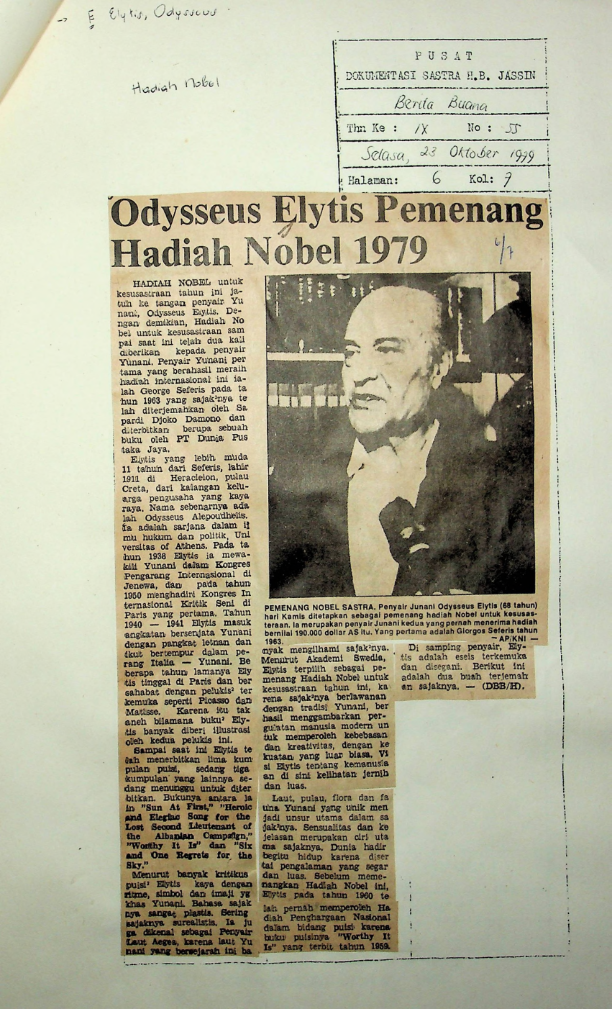 → E Elytis, Odysseus
Hadiah Nobel
PUSAT
DOKUMENTASI SASTRA H.B. JASSIN
Berita Buana
Thn Ke : IX No : 55
Selasa, 23 Oktober 1979
Halaman: 6 Kol: 7
Odysseus Elytis Pemenang
Hadiah Nobel 1979
6/7
HADIAH NOBEL untuk
kesusastraan tahun ini ja-
tuh ke tangan penyair Yu
nani, Odysseus Elytis. De-
ngan demikian, Hadiah No
bel untuk kesusastraan sam
pai saat ini telah dua kali
diberikan kepada penyair
Yunani. Penyair Yunani per
tama yang berahasil meraih
hadiah internasional ini ia-
lah George Seferis pada ta
hun 1963 yang sajak²nya te
lah diterjemahkan oleh Sa
pardi Djoko Damono dan
diterbitkan berupa sebuah
buku oleh PT Dunia Pus
taka Jaya.
Elytis yang lebih muda
11 tahun dari Seferis, lahir
1911 di Heracleion, pulau
Creta, dari kalangan kelu-
arga pengusaha yang kaya
raya. Nama sebenarnya ada
lah Odysseus Alepoudhelis.
Ia adalah sarjana dalam il
mu hukum dan politik, Uni
versitas of Athens. Pada ta
hun 1936 Elytis ia mewa-
kili Yunani dalam Kongres
Pengarang Internasional di
Jenewa, dan pada tahun
1950 menghadiri Kongres In
ternasional Kritik Seni di
Paris yang pertama. Tahun
1940 — 1941 Elytis masuk
angkatan bersenjata Yunani
dengan pangkat letnan dan
ikut bertempur dalam pe-
rang Italia — Yunani. Be
berapa tahun lamanya Ely
tis tinggal di Paris dan ber
sahabat dengan pelukis² ter
kemuka seperti Picasso dan
Matisse. Karena itu tak
aneh bilamana buku² Ely-
tis banyak diberi illustrasi
oleh kedua pelukis ini.
Sampai saat ini Elytis te
lah menerbitkan lima kum
pulan puisi, sedang tiga
kumpulan yang lainnya se-
dang menunggu untuk diter
bitkan. Bukunya antara la
in "Sun At First," "Heroic
and Elegiac Song for the
Lost Second Lieutenant of
the Albanian Campaign,"
"Worthy It Is" dan "Six
and One Regrets for the
Sky."
Menurut banyak kritikus
puisi² Elytis kaya dengan
ritme, simbol dan imaji yg
khas Yunani. Bahasa sajak
nya sangat plastis. Sering
sajaknya surealistis. Ia ju
ga dikenal sebagai Penyair
Laut Aegea, karena laut Yu
nani yang bersejarah ini ba
PEMENANG NOBEL SASTRA. Penyair Junani Odysseus Elytis (68 tahun)
hari Kamis ditetapkan sebagai pemenang hadiah Nobel untuk kesusas-
teraan. Ia merupakan penyair Junani kedua yang pernah menerima hadiah
bernilai 190.000 dollar AS itu. Yang pertama adalah Giorgos Seferis tahun
1963. — AP/KNI —
nyak mengilhami sajak²nya.
Menurut Akademi Swedia,
Elytis terpilih sebagai pe-
menang Hadiah Nobel untuk
kesusastraan tahun ini, ka
rena sajak²nya berlawanan
dengan tradisi Yunani, ber
hasil menggambarkan per-
gulatan manusia modern un
tuk memperoleh kebebasan
dan kreativitas, dengan ke
kuatan yang luar biasa. Vi
si Elytis tentang kemanusia
an di sini kelihatan jernih
dan luas.
Laut, pulau, flora dan fa
una Yunani yang unik men
jadi unsur utama dalam sa
jak²nya. Sensualitas dan ke
jelasan merupakan ciri uta
ma sajaknya. Dunia hadir
begitu hidup karena diser
tai pengalaman yang segar
dan luas. Sebelum meme-
nangkan Hadiah Nobel ini,
Elytis pada tahun 1960 te
lah pernah memperoleh Ha
diah Penghargaan Nasional
dalam bidang puisi karena
buku puisinya "Worthy It
Is" yang terbit tahun 1959.
Di samping penyair, Ely-
tis adalah eseis terkemuka
dan disegani. Berikut ini
adalah dua buah terjemah
an sajaknya. — (DBB/H).